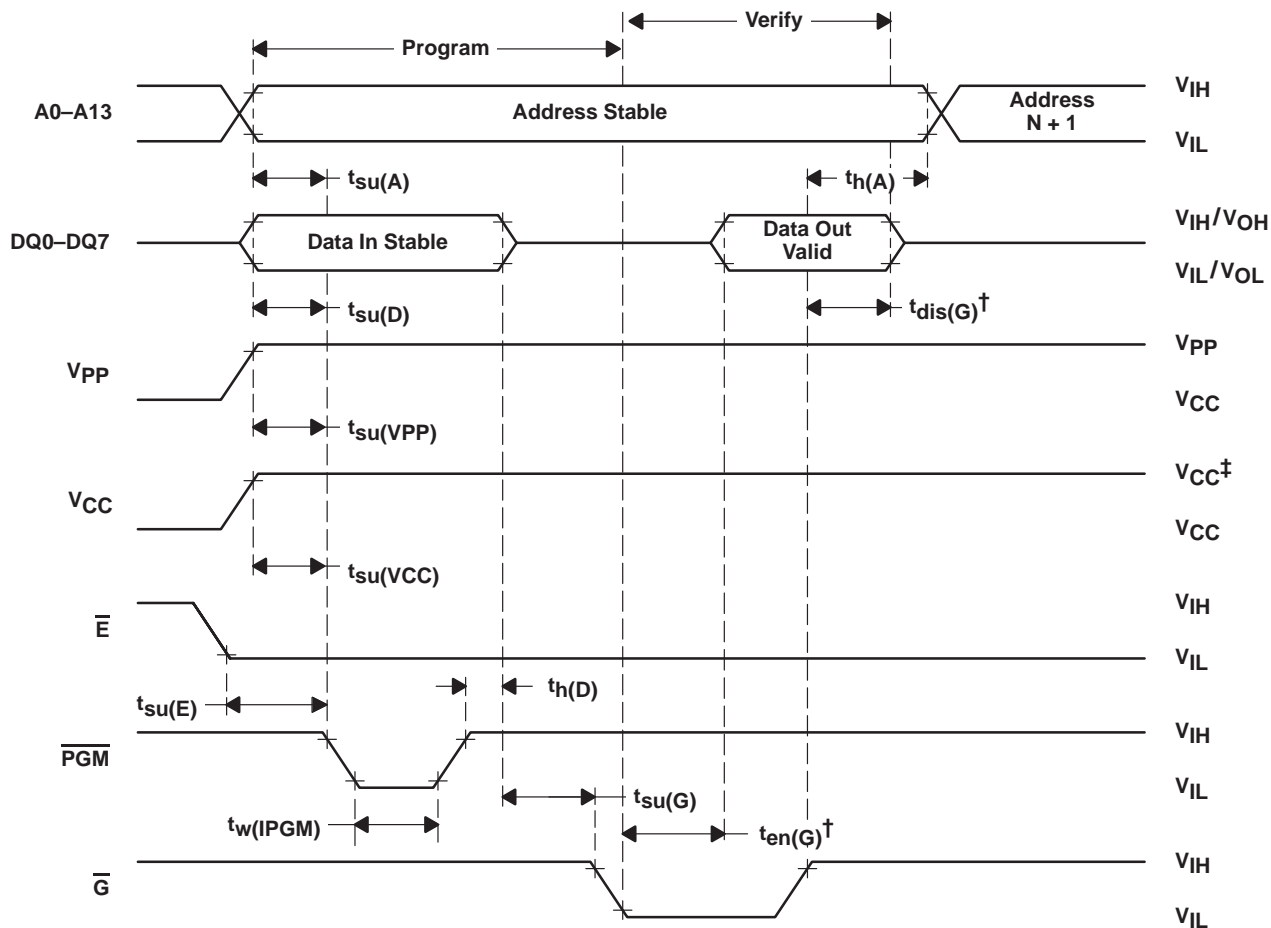 Verify
Program
A0–A13
Address Stable
Address
N + 1
VIH
VIL
tsu(A)
th(A)
DQ0–DQ7
Data In Stable
Data Out
Valid
VIH/VOH
VIL/VOL
tsu(D)
tdis(G)†
VPP
VPP
VCC
tsu(VPP)
VCC
VCC‡
VCC
tsu(VCC)
E
VIH
VIL
tsu(E)
th(D)
PGM
VIH
VIL
tsu(G)
tw(IPGM)
ten(G)†
G
VIH
VIL